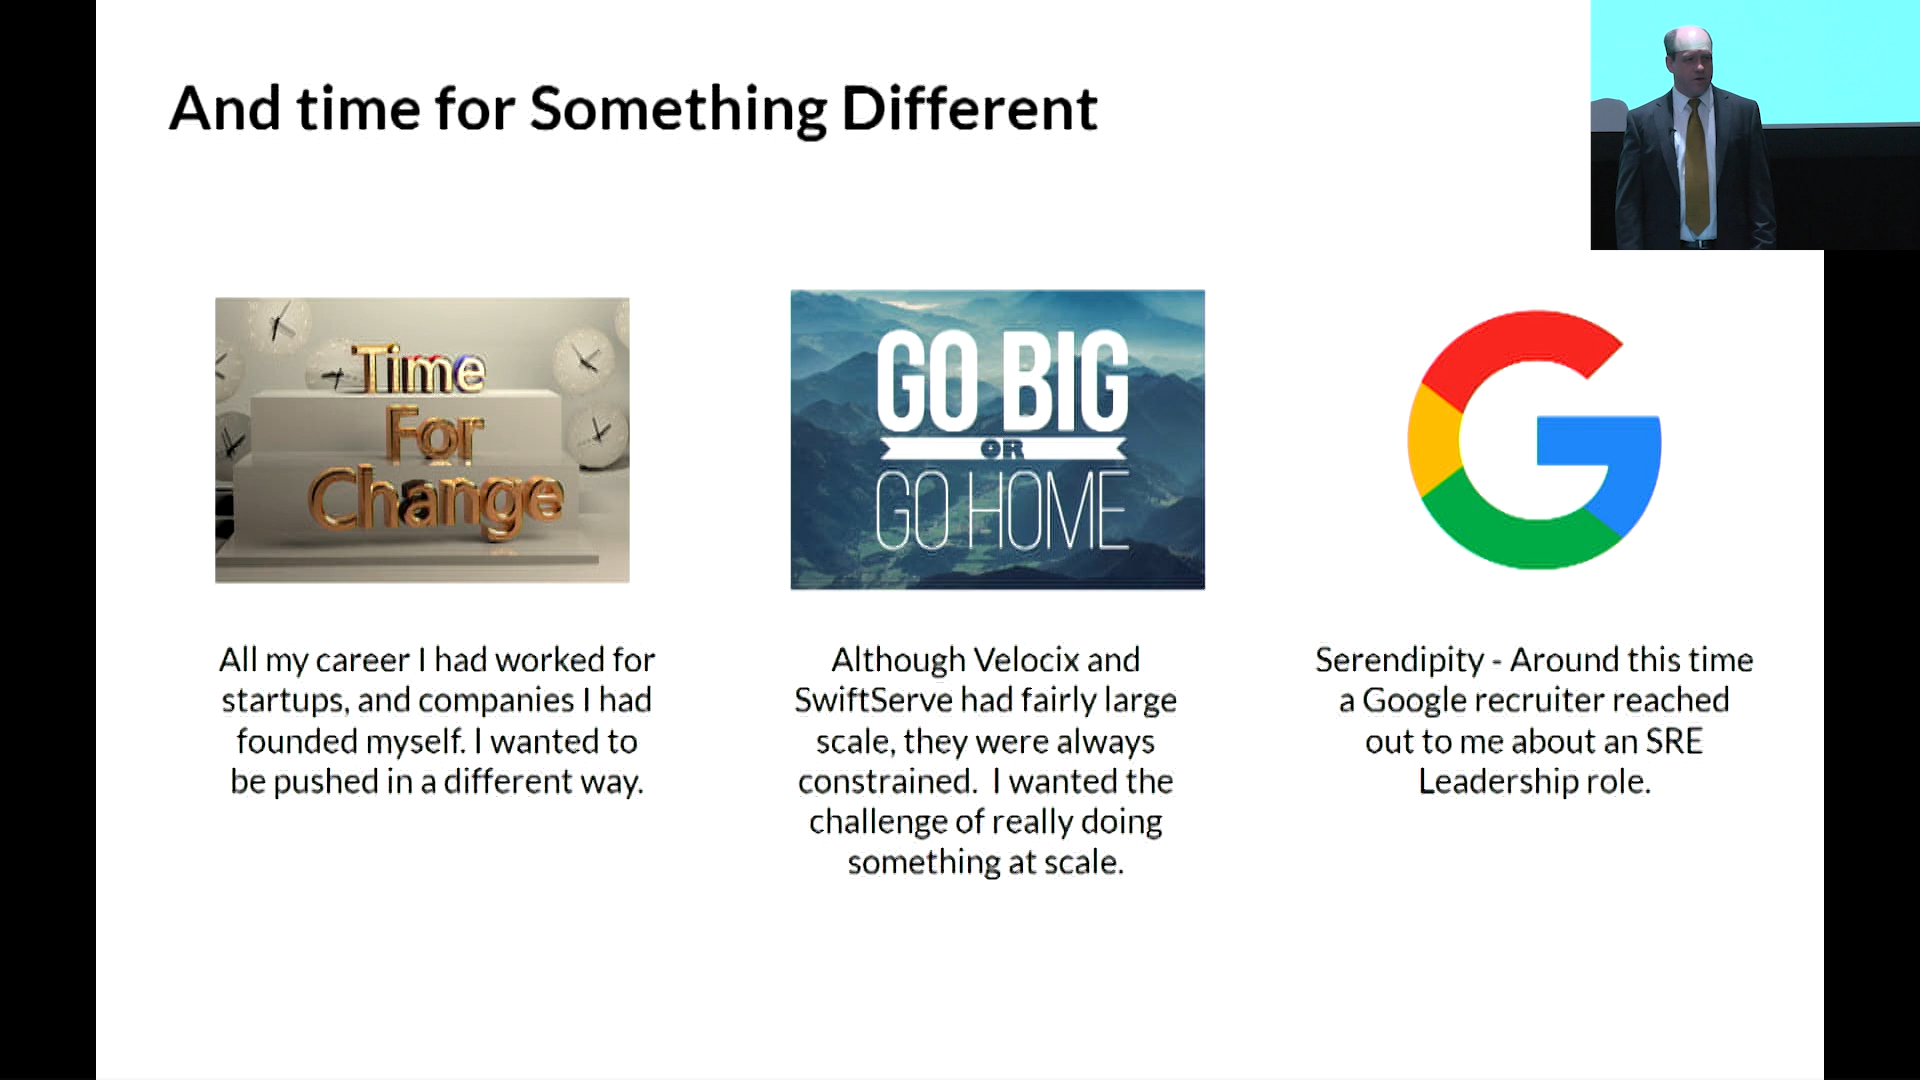 And time for Something Different
Time
For
Change
GO BIG
OR
GO HOME
All my career I had worked for
startups, and companies I had
founded myself. I wanted to
be pushed in a different way.
Although Velocix and
SwiftServe had fairly large
scale, they were always
constrained. I wanted the
challenge of really doing
something at scale.
Serendipity - Around this time
a Google recruiter reached
out to me about an SRE
Leadership role.